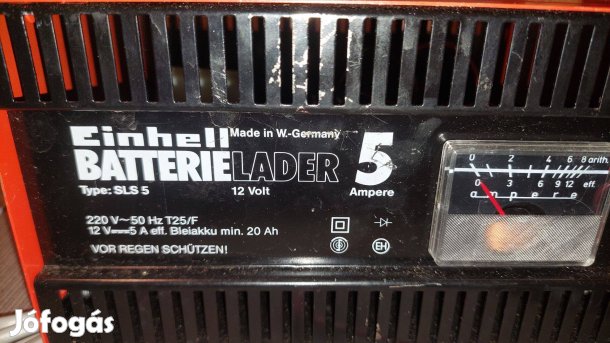 Einhell Made in W.-Germany
BATTERIELADER 5
Type: SLS 5 12 Volt Ampere
220 V~50 Hz T25/F
12 V⎓5 A eff. Bleiakku min. 20 Ah
VOR REGEN SCHÜTZEN!
0 2 4 6 8 arith.
0 3 6 9 12 eff.
ampere
EH
Jófogás